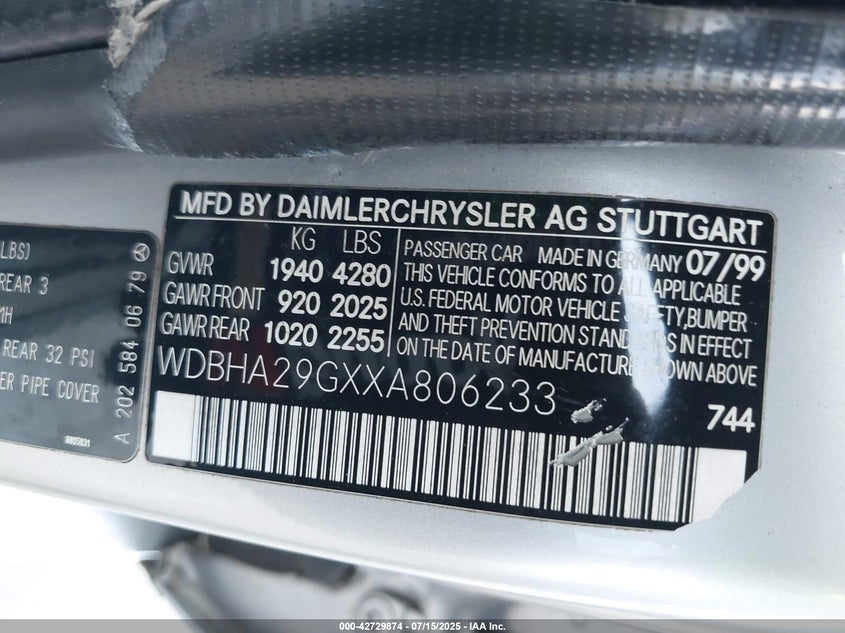 LBS)
REAR 3
MH
REAR 32 PSI
ER PIPE COVER
8805831
A 202 584 06 79
MFD BY DAIMLERCHRYSLER AG STUTTGART
KG LBS
GVWR 1940 4280
GAWR FRONT 920 2025
GAWR REAR 1020 2255
PASSENGER CAR MADE IN GERMANY 07/99
THIS VEHICLE CONFORMS TO ALL APPLICABLE
U.S. FEDERAL MOTOR VEHICLE SAFETY,BUMPER
AND THEFT PREVENTION STANDARDS IN EFFECT
ON THE DATE OF MANUFACTURE SHOWN ABOVE
WDBHA29GXXA806233
744
000-42729874 | 07/15/2025 | IAA Inc.